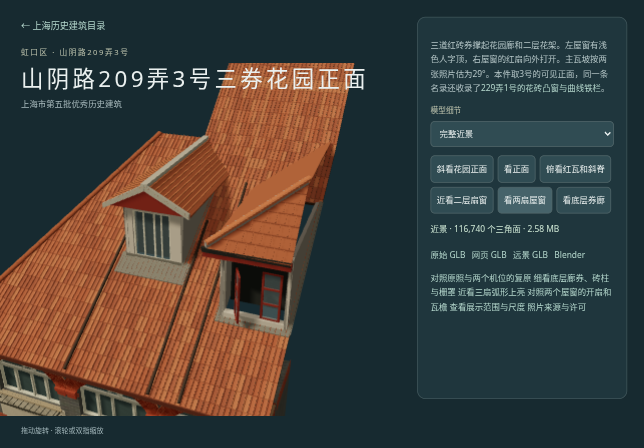 ← 上海历史建筑目录
虹口区 · 山阴路209弄3号
山阴路209弄3号三券花园正面
上海市第五批优秀历史建筑
三道红砖券撑起花园廊和二层花架。左屋窗有浅
色人字顶，右屋窗的红扇向外打开。主瓦坡按两
张照片估为29°。本件取3号的可见正面，同一条
名录还收录了229弄1号的花砖凸窗与曲线铁栏。
模型细节
完整近景
斜看花园正面
看正面
俯看红瓦和斜脊
近看二层扇窗
看两扇屋窗
看底层券廊
近景 · 116,740 个三角面 · 2.58 MB
原始 GLB 网页 GLB 远景 GLB Blender
对照原照与两个机位的复原 细看底层廊券、砖柱
与栅罩 近看三扇弧形上亮 对照两个屋窗的开扇和
瓦檐 查看展示范围与尺度 照片来源与许可
拖动旋转 · 滚轮或双指缩放